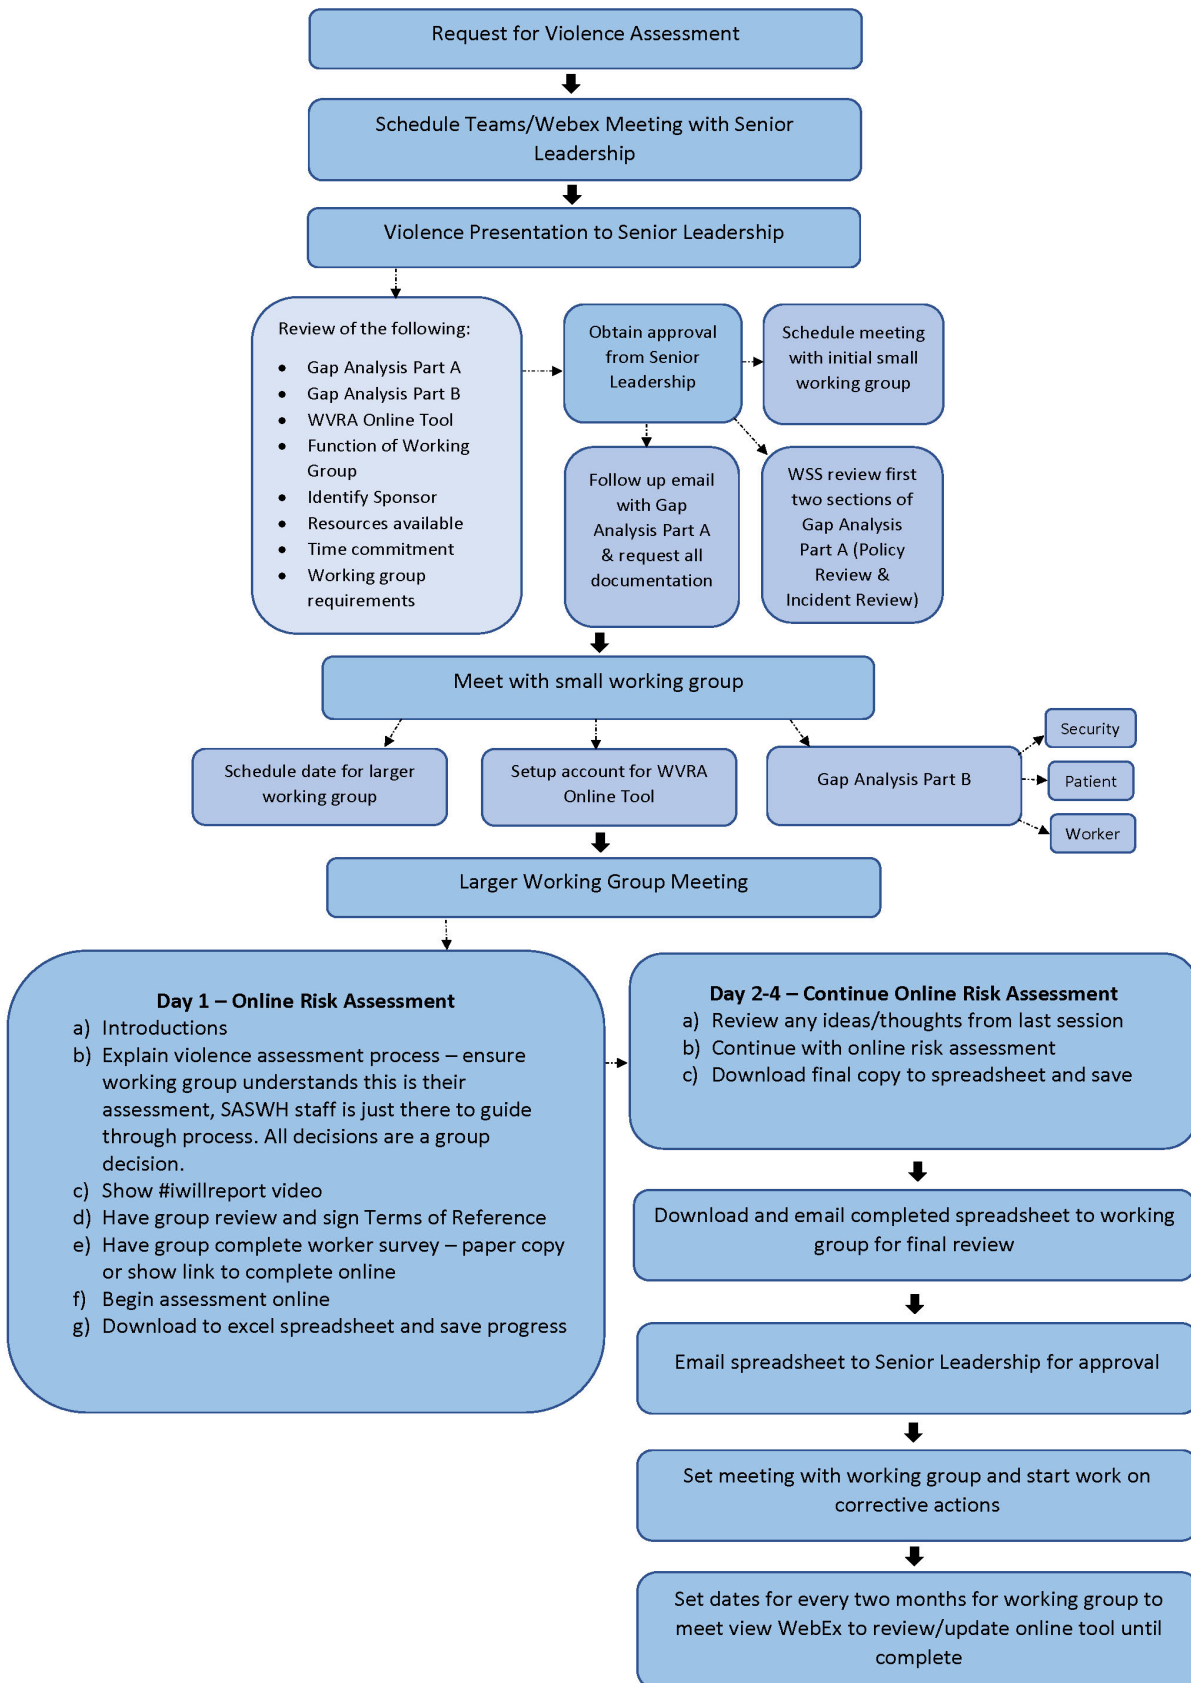 Request for Violence Assessment
Schedule Teams/Webex Meeting with Senior
Leadership
Violence Presentation to Senior Leadership
Review of the following:
• Gap Analysis Part A
• Gap Analysis Part B
• WVRA Online Tool
• Function of Working
Group
• Identify Sponsor
• Resources available
• Time commitment
• Working group
requirements
Obtain approval
from Senior
Leadership
Schedule meeting
with initial small
working group
Follow up email
with Gap
Analysis Part A
& request all
documentation
WSS review first
two sections of
Gap Analysis
Part A (Policy
Review &
Incident Review)
Meet with small working group
Schedule date for larger
working group
Setup account for WVRA
Online Tool
Gap Analysis Part B
Security
Patient
Worker
Larger Working Group Meeting
Day 1 – Online Risk Assessment
a) Introductions
b) Explain violence assessment process – ensure
working group understands this is their
assessment, SASWH staff is just there to guide
through process. All decisions are a group
decision.
c) Show #iwillreport video
d) Have group review and sign Terms of Reference
e) Have group complete worker survey – paper copy
or show link to complete online
f) Begin assessment online
g) Download to excel spreadsheet and save progress
Day 2-4 – Continue Online Risk Assessment
a) Review any ideas/thoughts from last session
b) Continue with online risk assessment
c) Download final copy to spreadsheet and save
Download and email completed spreadsheet to working
group for final review
Email spreadsheet to Senior Leadership for approval
Set meeting with working group and start work on
corrective actions
Set dates for every two months for working group to
meet view WebEx to review/update online tool until
complete